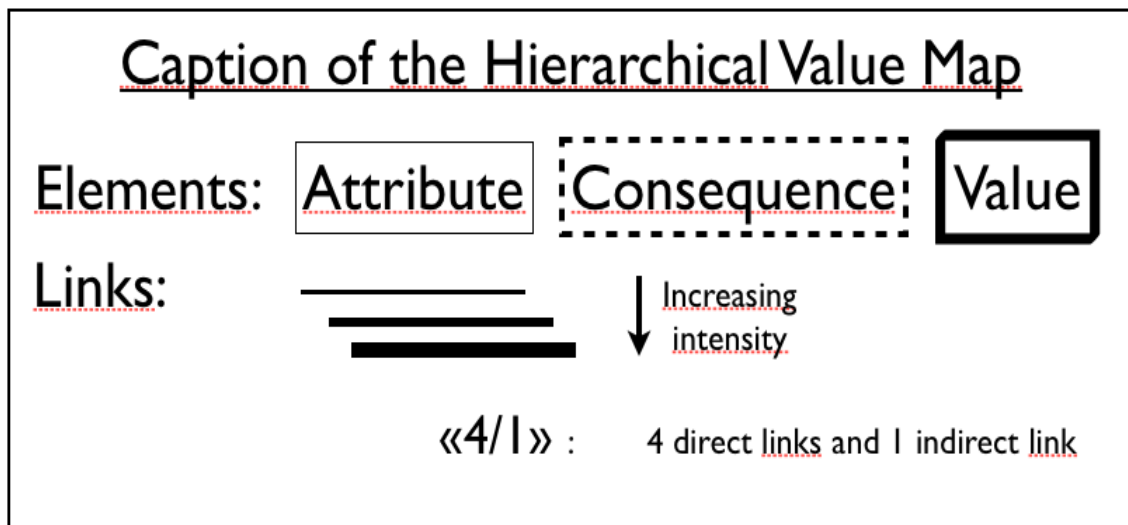 Caption of the Hierarchical Value Map
Elements: Attribute Consequence Value
Links:
Increasing
intensity
«4/1» : 4 direct links and 1 indirect link